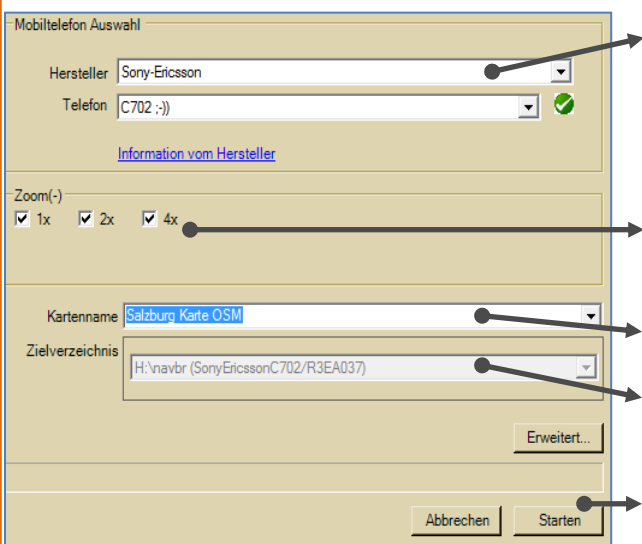 Mobiltelefon Auswahl
Hersteller Sony-Ericsson
Telefon C702 ;-))
Information vom Hersteller
Zoom(-)
1x 2x 4x
Kartenname Salzburg Karte OSM
Zielverzeichnis
H:\navbr (SonyEricssonC702/R3EA037)
Erweitert...
Abbrechen Starten